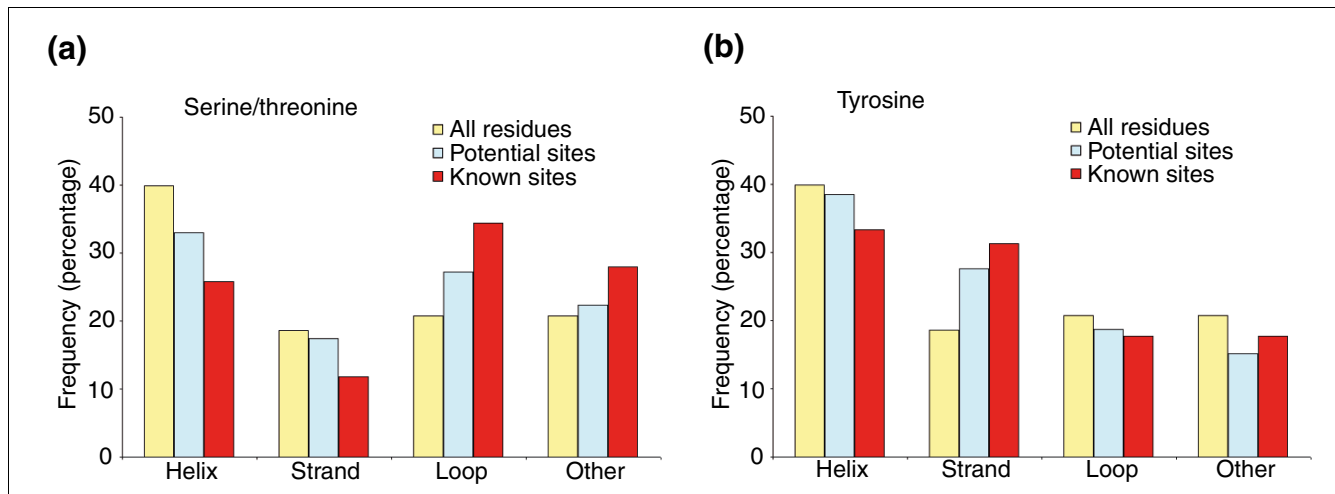 (a)
Serine/threonine
All residues
Potential sites
Known sites
Frequency (percentage)
50
40
30
20
10
0
Helix Strand Loop Other
(b)
Tyrosine
All residues
Potential sites
Known sites
Frequency (percentage)
50
40
30
20
10
0
Helix Strand Loop Other